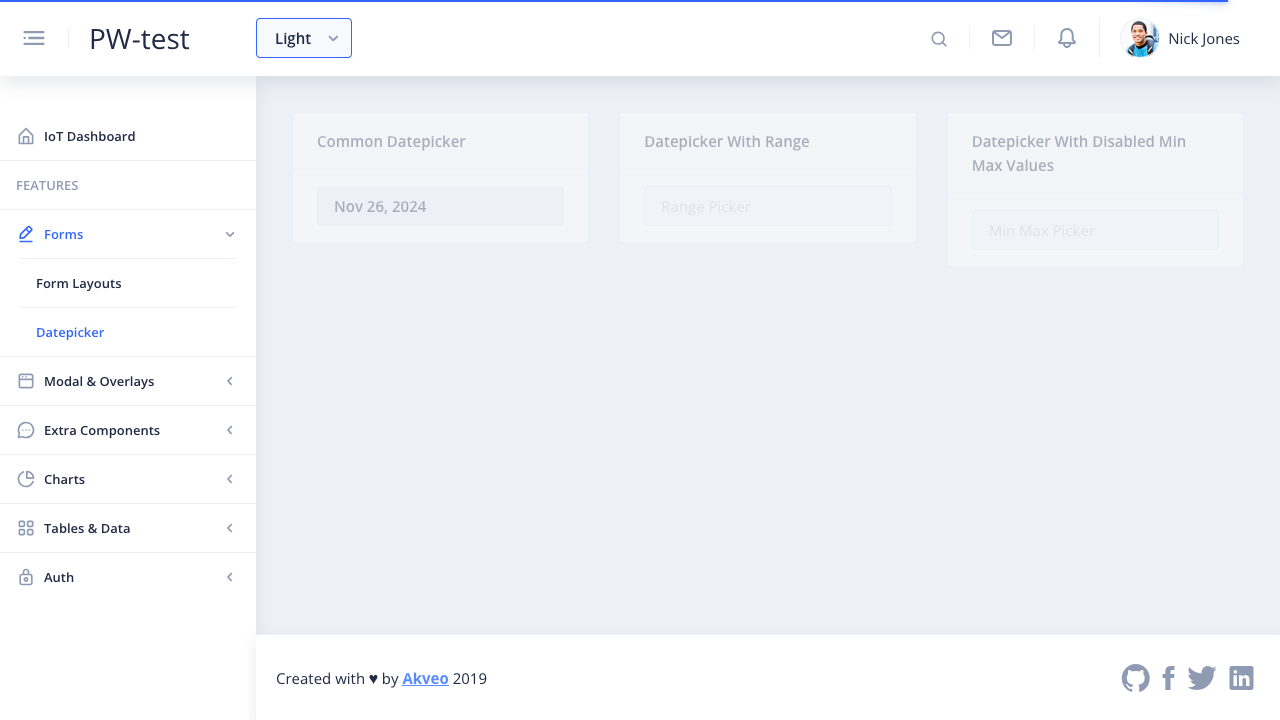 PW-test
Light
Nick Jones
IoT Dashboard
FEATURES
Forms
Form Layouts
Datepicker
Modal & Overlays
Extra Components
Charts
Tables & Data
Auth
Common Datepicker
Nov 26, 2024
Datepicker With Range
Range Picker
Datepicker With Disabled Min
Max Values
Min Max Picker
Created with ♥ by Akveo 2019